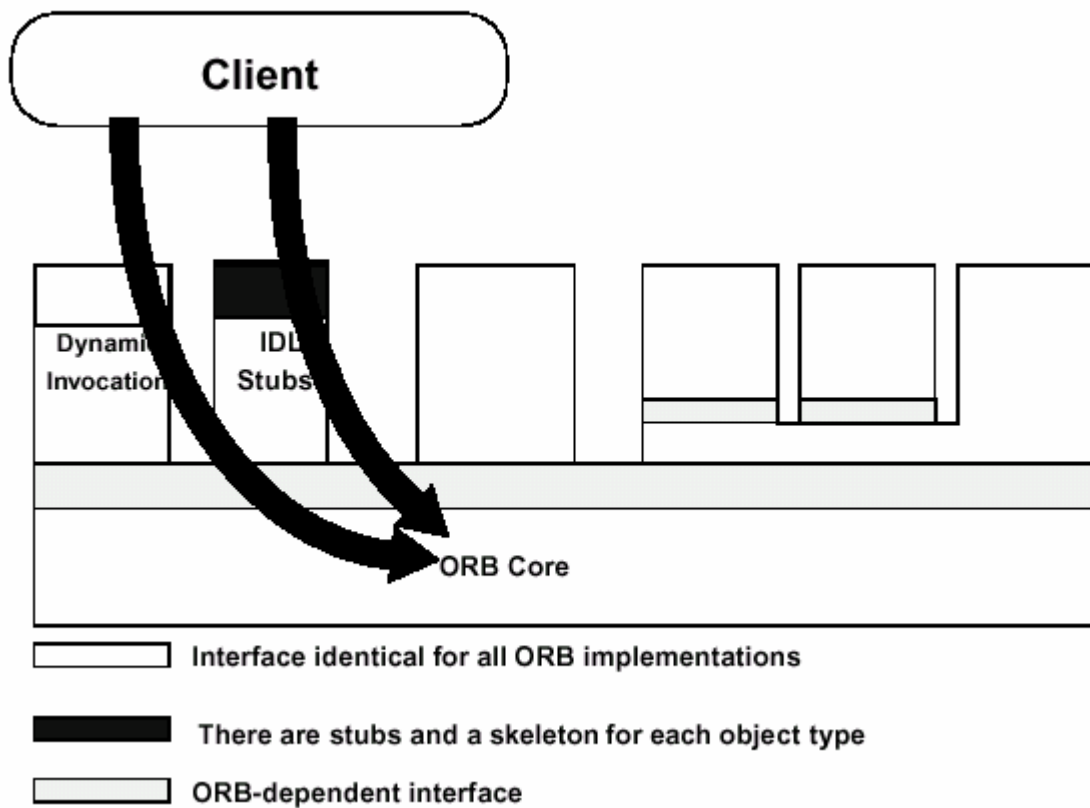 Client
Dynamic
Invocation
IDL
Stubs
ORB Core
Interface identical for all ORB implementations
There are stubs and a skeleton for each object type
ORB-dependent interface